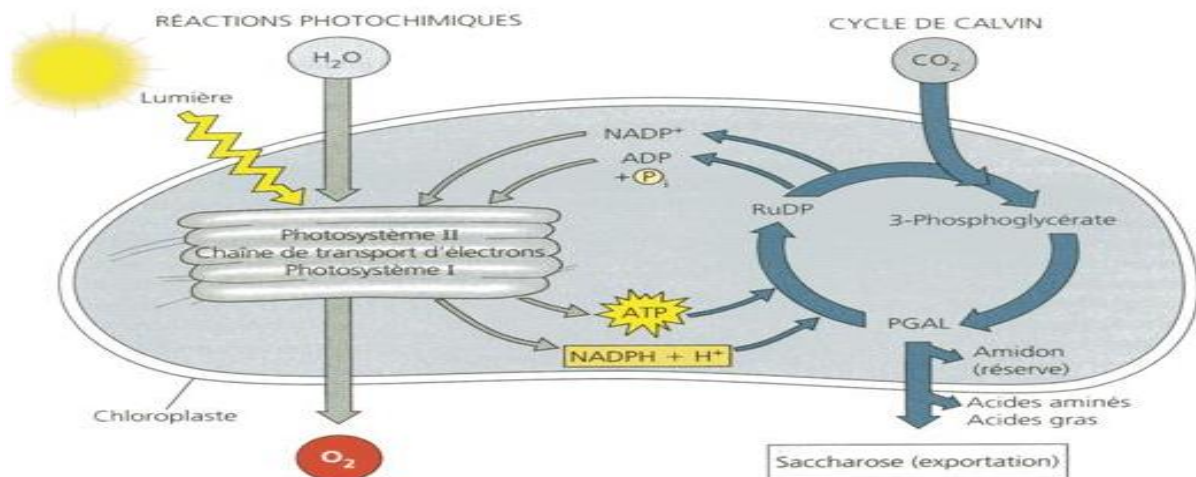 RÉACTIONS PHOTOCHIMIQUES
CYCLE DE CALVIN
H₂O
CO₂
Lumière
NADP⁺
ADP
+ Pᵢ
RuDP
3-Phosphoglycérate
Photosystème II
Chaîne de transport d'électrons
Photosystème I
ATP
NADPH + H⁺
PGAL
Amidon
(réserve)
Chloroplaste
Acides aminés
Acides gras
O₂
Saccharose (exportation)